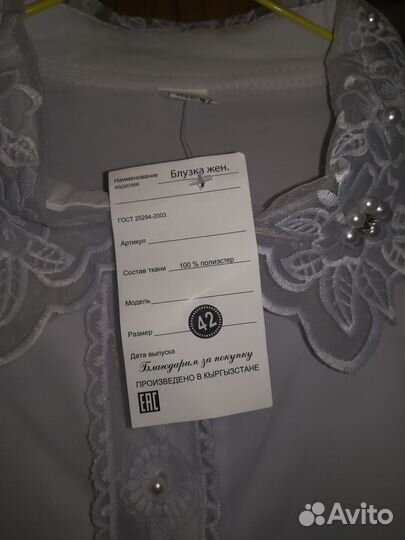 Наименование изделия Блузка жен.
ГОСТ 25294-2003
Артикул
Состав ткани 100 % полиэстер
Модель
Размер 42
Дата выпуска
Благодарим за покупку
ПРОИЗВЕДЕНО В КЫРГЫЗСТАНЕ
EAC
Avito